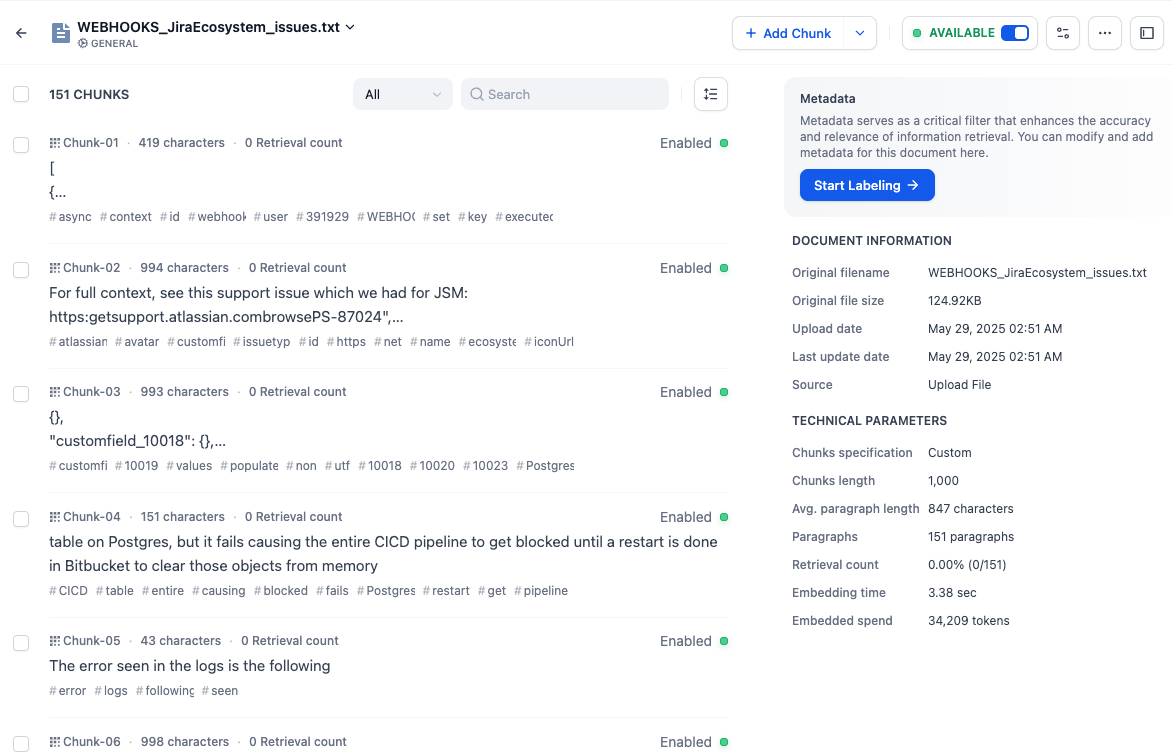 WEBHOOKS_JiraEcosystem_issues.txt
GENERAL
+ Add Chunk
AVAILABLE
151 CHUNKS
All
Search
Chunk-01 · 419 characters · 0 Retrieval count
Enabled
[
{...
# async # context # id # webhook # user # 391929 # WEBHOO # set # key # executed
Chunk-02 · 994 characters · 0 Retrieval count
Enabled
For full context, see this support issue which we had for JSM:
https:getsupport.atlassian.combrowsePS-87024",...
# atlassian # avatar # customfi # issuetyp # id # https # net # name # ecosyste # iconUrl
Chunk-03 · 993 characters · 0 Retrieval count
Enabled
{},
"customfield_10018": {},...
# customfi # 10019 # values # populate # non # utf # 10018 # 10020 # 10023 # Postgres
Chunk-04 · 151 characters · 0 Retrieval count
Enabled
table on Postgres, but it fails causing the entire CICD pipeline to get blocked until a restart is done
in Bitbucket to clear those objects from memory
# CICD # table # entire # causing # blocked # fails # Postgres # restart # get # pipeline
Chunk-05 · 43 characters · 0 Retrieval count
Enabled
The error seen in the logs is the following
# error # logs # following # seen
Chunk-06 · 998 characters · 0 Retrieval count
Enabled
Metadata
Metadata serves as a critical filter that enhances the accuracy
and relevance of information retrieval. You can modify and add
metadata for this document here.
Start Labeling →
DOCUMENT INFORMATION
Original filename WEBHOOKS_JiraEcosystem_issues.txt
Original file size 124.92KB
Upload date May 29, 2025 02:51 AM
Last update date May 29, 2025 02:51 AM
Source Upload File
TECHNICAL PARAMETERS
Chunks specification Custom
Chunks length 1,000
Avg. paragraph length 847 characters
Paragraphs 151 paragraphs
Retrieval count 0.00% (0/151)
Embedding time 3.38 sec
Embedded spend 34,209 tokens